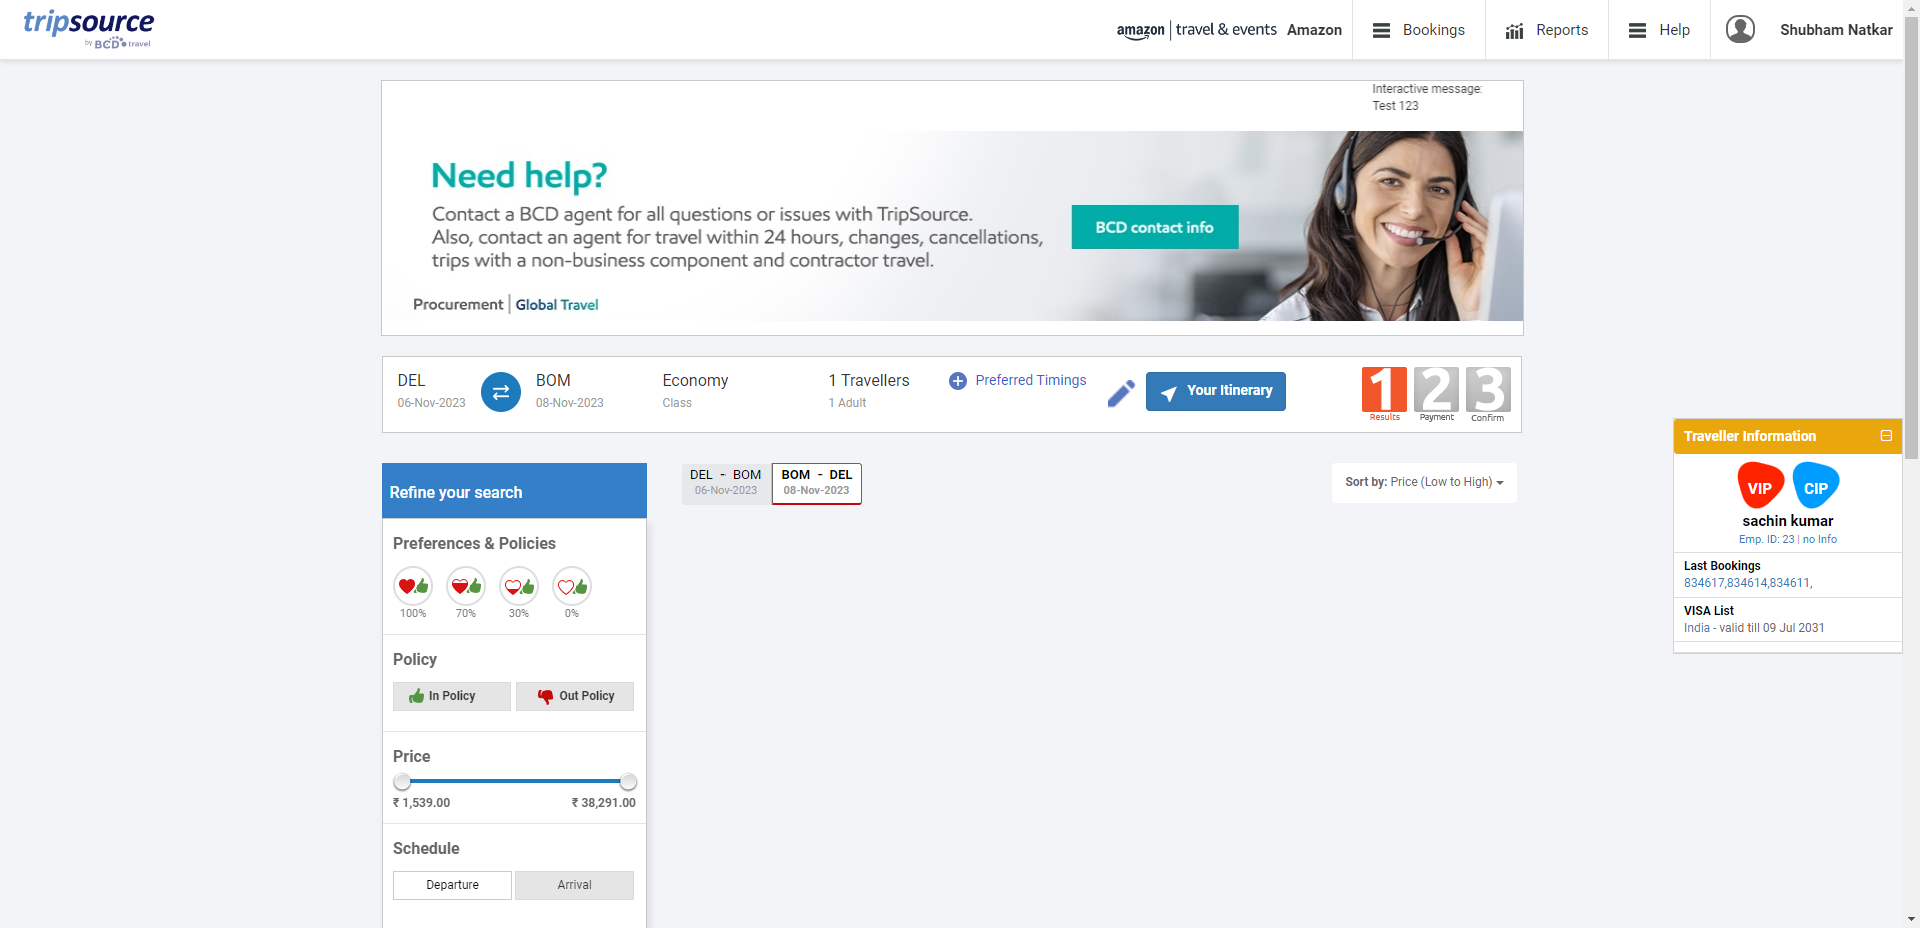 tripsource
by BCD travel
amazon | travel & events Amazon
Bookings
Reports
Help
Shubham Natkar
Interactive message:
Test 123
Need help?
Contact a BCD agent for all questions or issues with TripSource.
Also, contact an agent for travel within 24 hours, changes, cancellations,
trips with a non-business component and contractor travel.
BCD contact info
Procurement | Global Travel
DEL
06-Nov-2023
BOM
08-Nov-2023
Economy
Class
1 Travellers
1 Adult
Preferred Timings
Your Itinerary
1 Results
2 Payment
3 Confirm
Refine your search
Preferences & Policies
100% 70% 30% 0%
Policy
In Policy Out Policy
Price
₹ 1,539.00 ₹ 38,291.00
Schedule
Departure Arrival
DEL - BOM
06-Nov-2023
BOM - DEL
08-Nov-2023
Sort by: Price (Low to High)
Traveller Information
VIP CIP
sachin kumar
Emp. ID: 23 | no Info
Last Bookings
834617,834614,834611,
VISA List
India - valid till 09 Jul 2031